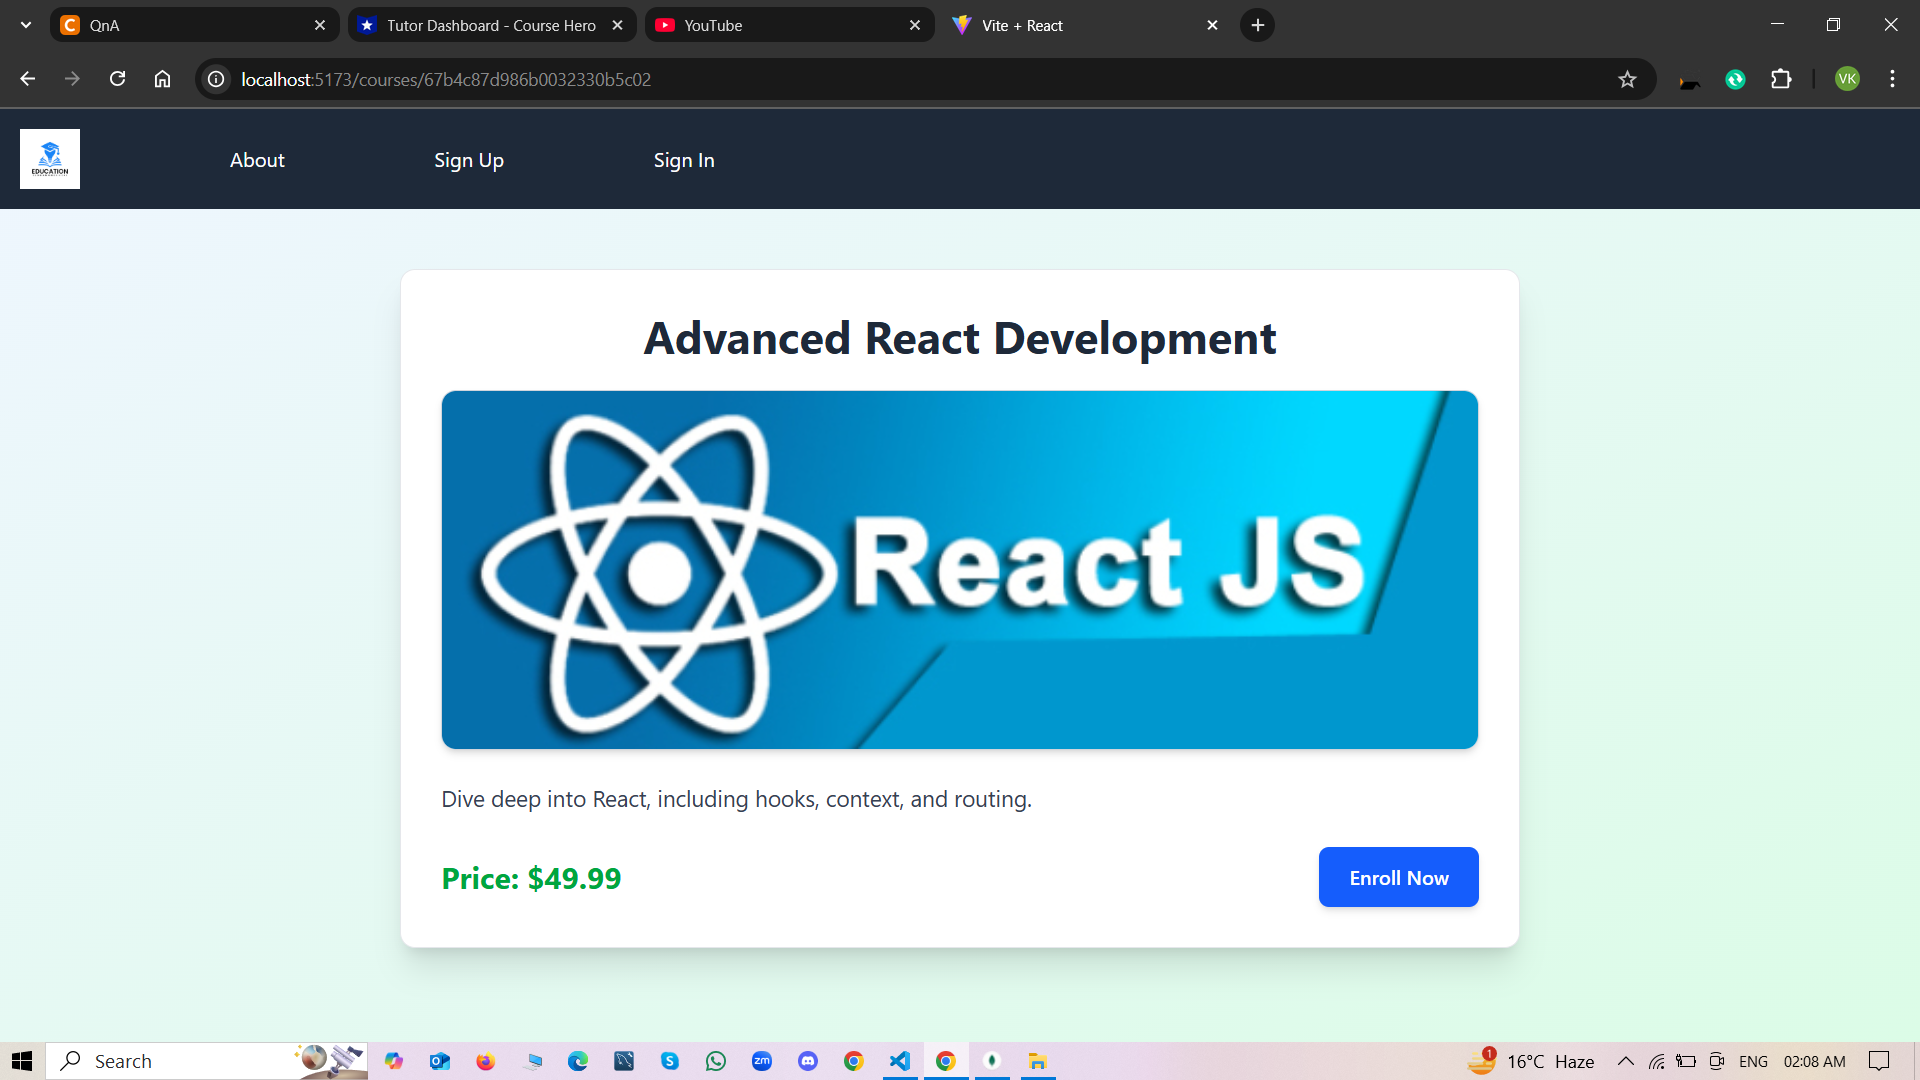 QnA
Tutor Dashboard - Course Hero
YouTube
Vite + React
localhost:5173/courses/67b4c87d986b0032330b5c02
VK
EDUCATION
About
Sign Up
Sign In
Advanced React Development
React JS
Dive deep into React, including hooks, context, and routing.
Price: $49.99
Enroll Now
Search
zm
1
16°C Haze
ENG
02:08 AM